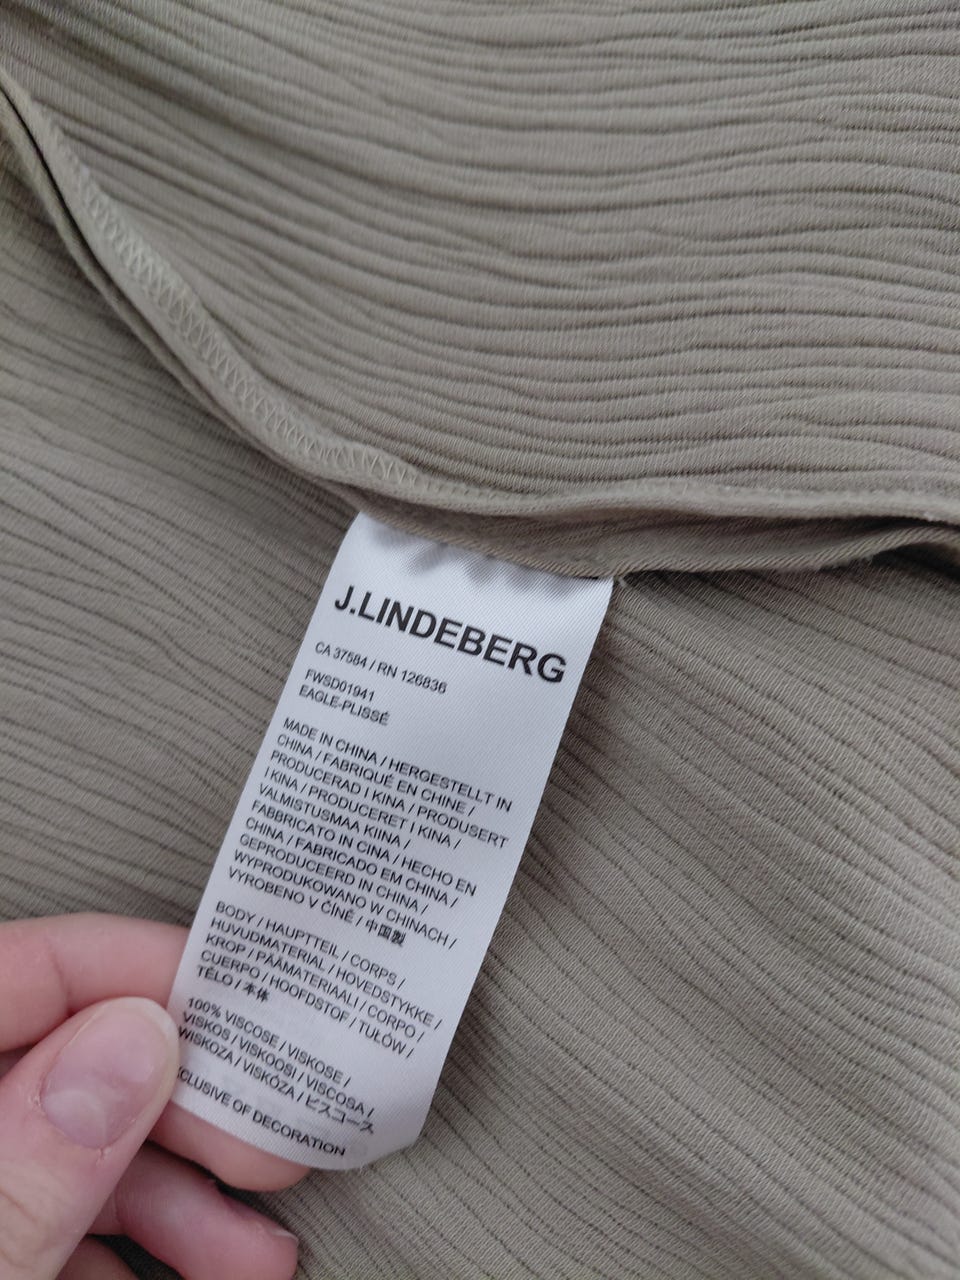 J.LINDEBERG
CA 37584 / RN 126836
FWSD01941
EAGLE-PLISSÉ
MADE IN CHINA / HERGESTELLT IN
CHINA / FABRIQUÉ EN CHINE /
PRODUCERAD I KINA / PRODUSERT
I KINA / PRODUCERET I KINA /
VALMISTUSMAA KIINA /
FABBRICATO IN CINA / HECHO EN
CHINA / FABRICADO EM CHINA /
GEPRODUCEERD IN CHINA /
WYPRODUKOWANO W CHINACH /
VYROBENO V ČÍNĚ / 中国製
BODY / HAUPTTEIL / CORPS /
HUVUDMATERIAL / HOVEDSTYKKE /
KROP / PÄÄMATERIAALI / CORPO /
CUERPO / HOOFDSTOF / TUŁÓW /
TĚLO / 本体
100% VISCOSE / VISKOSE /
VISKOS / VISKOOSI / VISCOSA /
WISKOZA / VISKÓZA / ビスコース
XCLUSIVE OF DECORATION